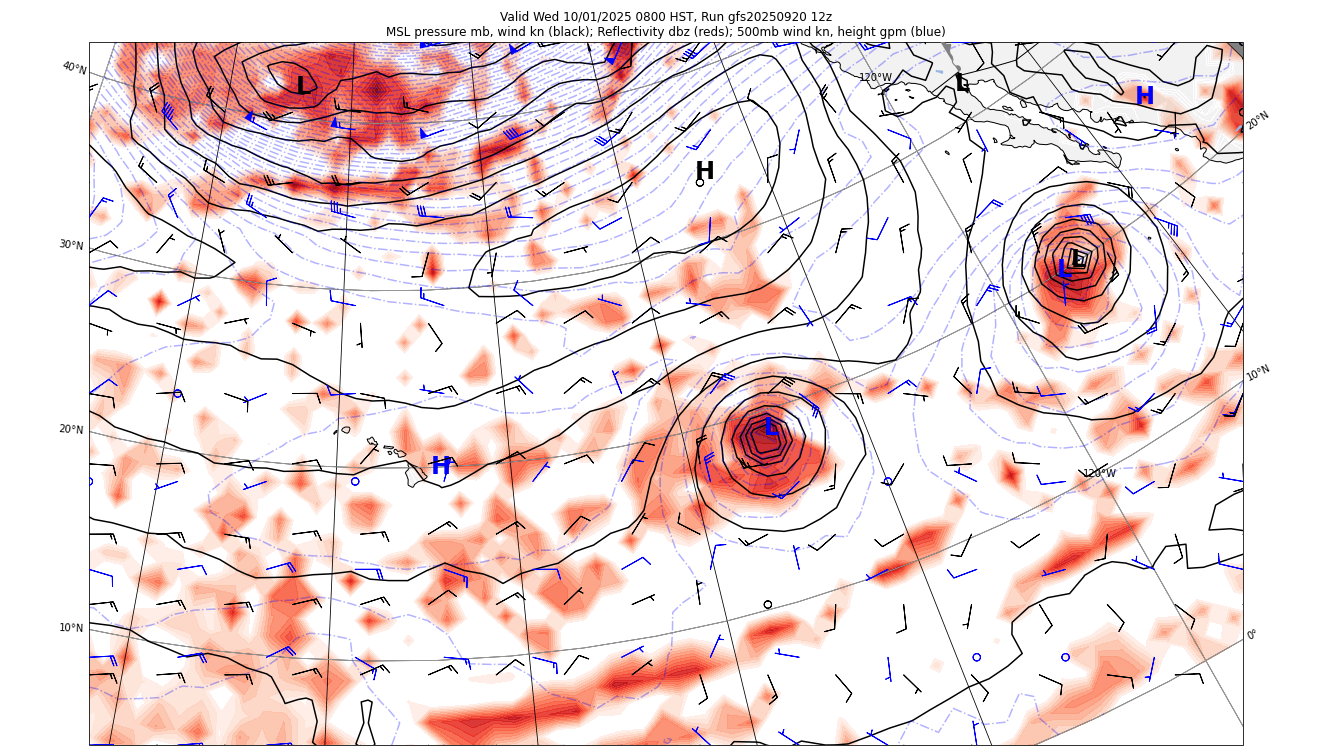 Valid Wed 10/01/2025 0800 HST, Run gfs20250920 12z
MSL pressure mb, wind kn (black); Reflectivity dbz (reds); 500mb wind kn, height gpm (blue)
40°N
120°W
L
L
H
20°N
H
30°N
L
L
10°N
20°N
L
H
120°W
10°N
0°